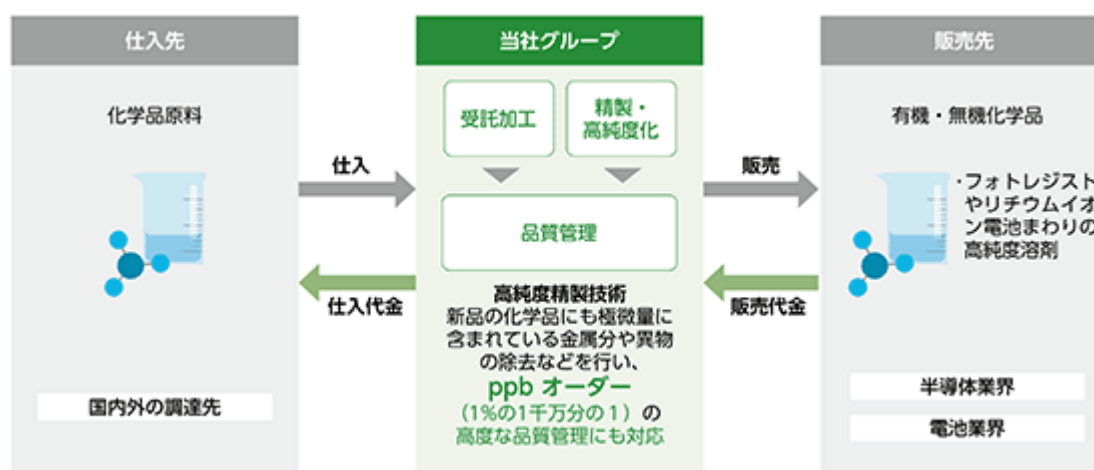 仕入先
化学品原料
国内外の調達先
仕入
仕入代金
当社グループ
受託加工
精製・
高純度化
品質管理
高純度精製技術
新品の化学品にも極微量に
含まれている金属分や異物
の除去などを行い、
ppb オーダー
(1%の1千万分の1) の
高度な品質管理にも対応
販売
販売代金
販売先
有機・無機化学品
・フォトレジスト
やリチウムイオ
ン電池まわりの
高純度溶剤
半導体業界
電池業界